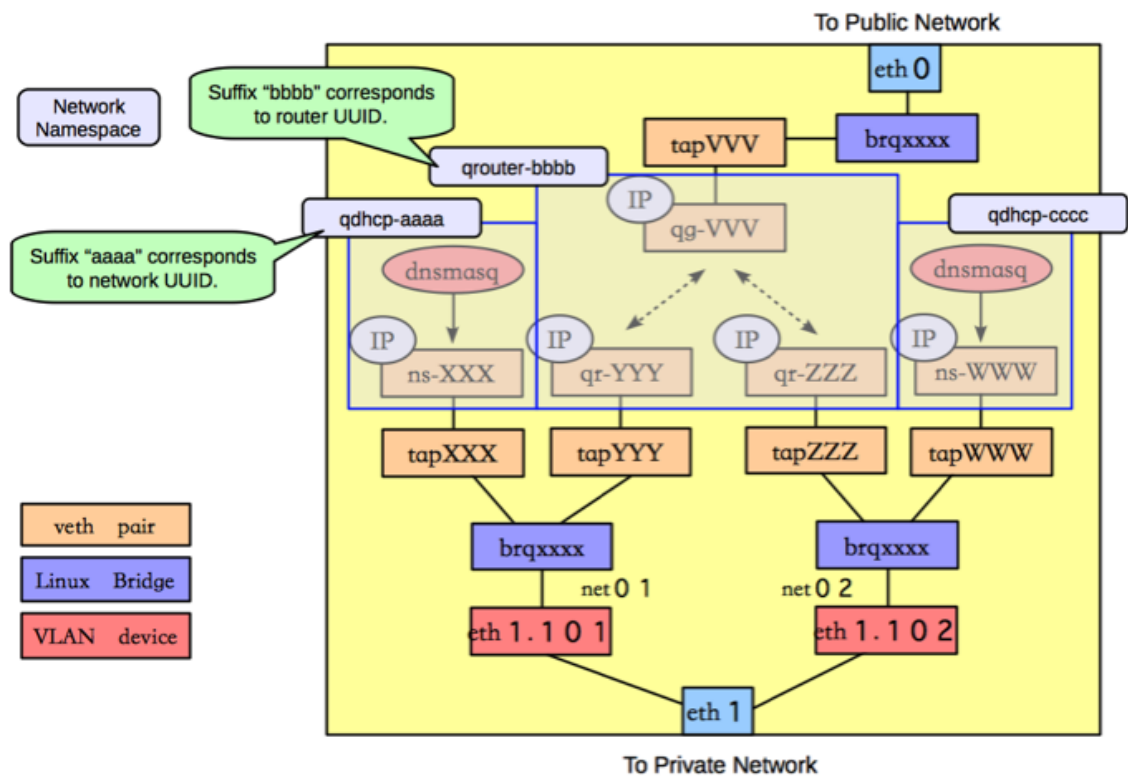 To Public Network
eth 0
Network
Namespace
Suffix “bbbb” corresponds
to router UUID.
tapVVV
brqxxxx
qrouter-bbbb
IP
qg-VVV
qdhcp-aaaa
qdhcp-cccc
Suffix “aaaa” corresponds
to network UUID.
dnsmasq
dnsmasq
IP
IP
IP
IP
ns-XXX
qr-YYY
qr-ZZZ
ns-WWW
tapXXX
tapYYY
tapZZZ
tapWWW
veth pair
brqxxxx
brqxxxx
Linux Bridge
net 0 1
net 0 2
VLAN device
eth 1.1 0 1
eth 1.1 0 2
eth 1
To Private Network